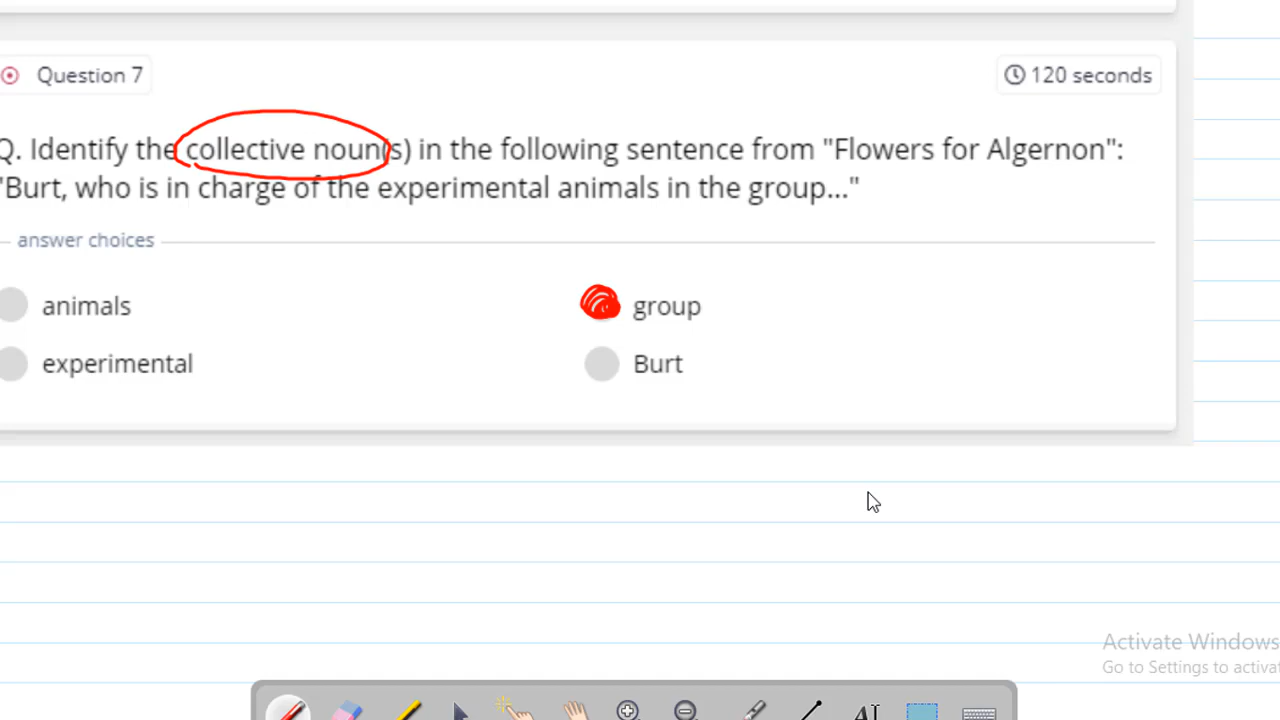 Question 7
120 seconds
Q. Identify the collective noun(s) in the following sentence from "Flowers for Algernon":
"Burt, who is in charge of the experimental animals in the group..."
answer choices
animals
group
experimental
Burt
Activate Windows
Go to Settings to activa
AI